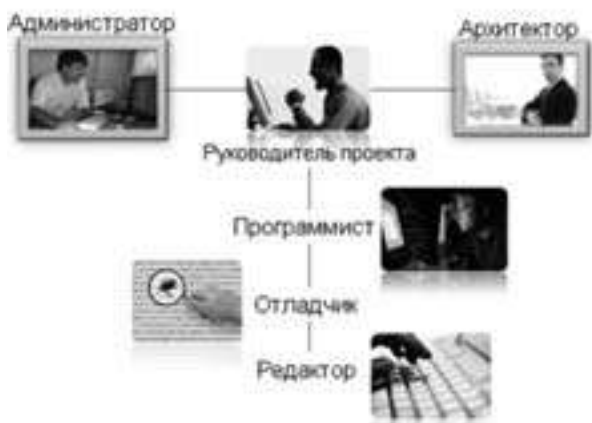 Администратор
Архитектор
Руководитель проекта
Программист
Отладчик
Редактор